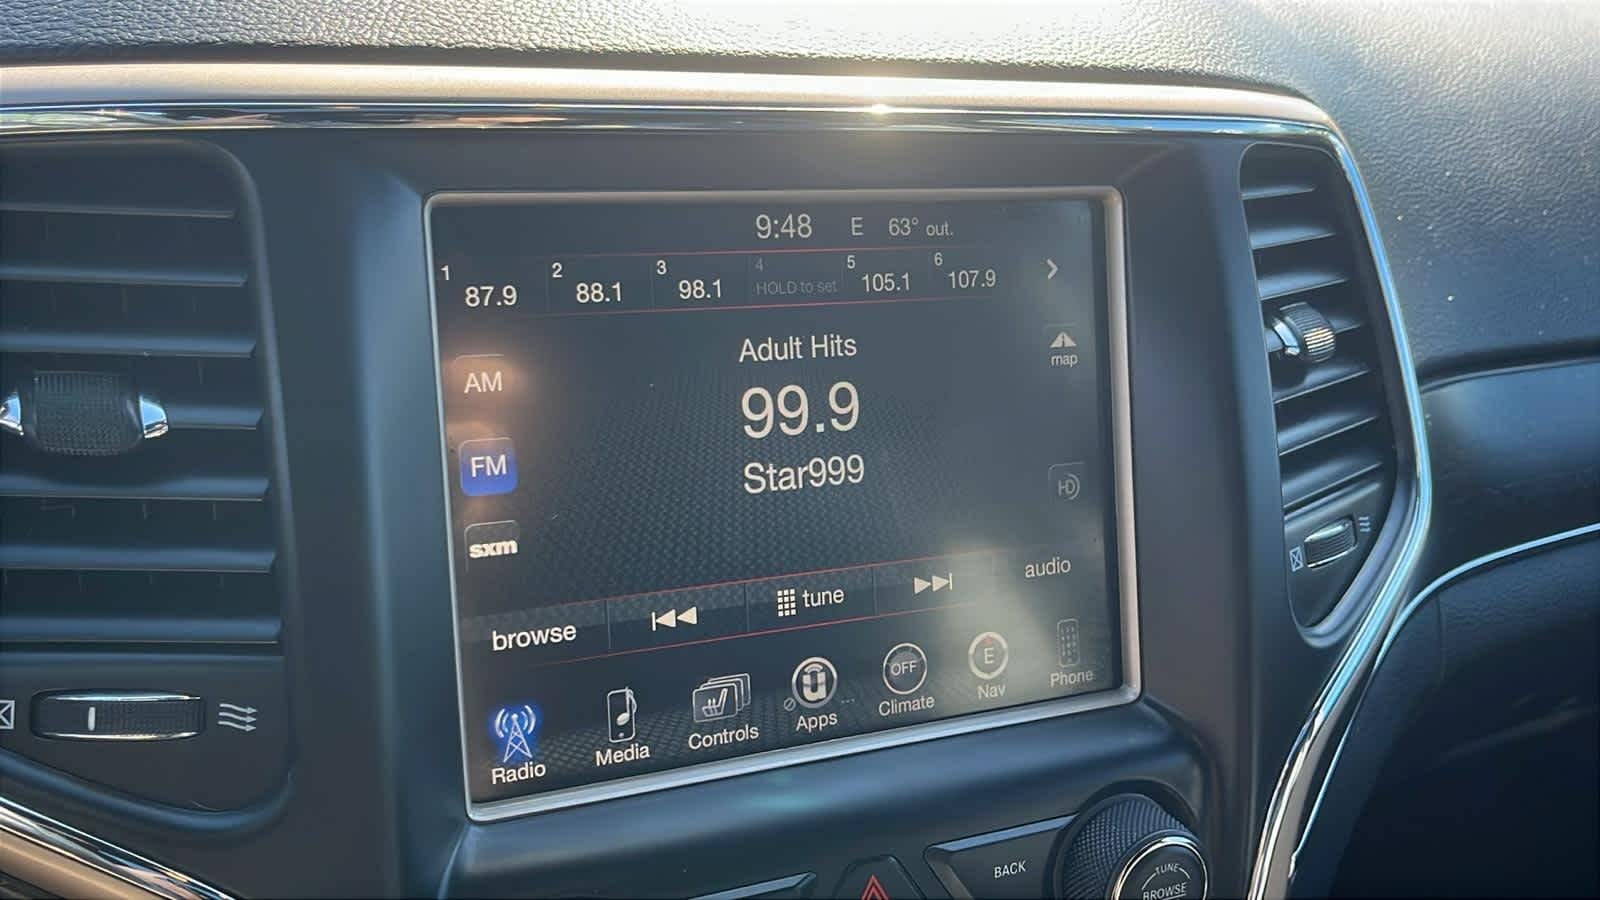 9:48 E 63° out.
1 87.9 2 88.1 3 98.1 4 HOLD to set 5 105.1 6 107.9
Adult Hits
map
AM
99.9
FM
Star999
HD
sxm
audio
browse tune
Radio Media Controls Apps OFF Climate E Nav Phone
BACK
TUNE
BROWSE